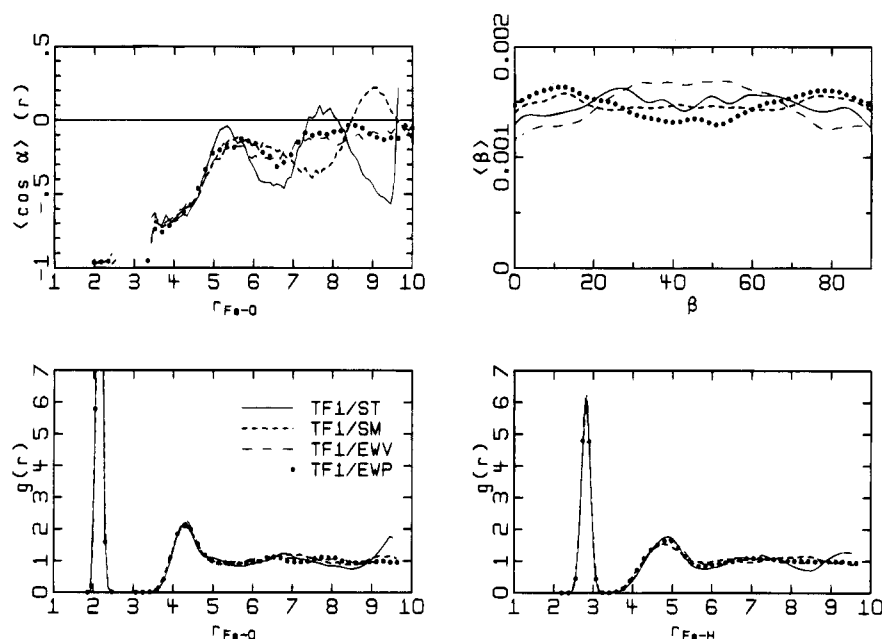 .5
0
-.5
-1
⟨cos α⟩ (r)
1 2 3 4 5 6 7 8 9 10
r Fe-O
0.002
0.001
0
⟨β⟩
0 20 40 60 80
β
7
6
5
4
3
2
1
0
g(r)
TF1/ST
TF1/SM
TF1/EWV
TF1/EWP
1 2 3 4 5 6 7 8 9 10
r Fe-O
7
6
5
4
3
2
1
0
g(r)
1 2 3 4 5 6 7 8 9 10
r Fe-H